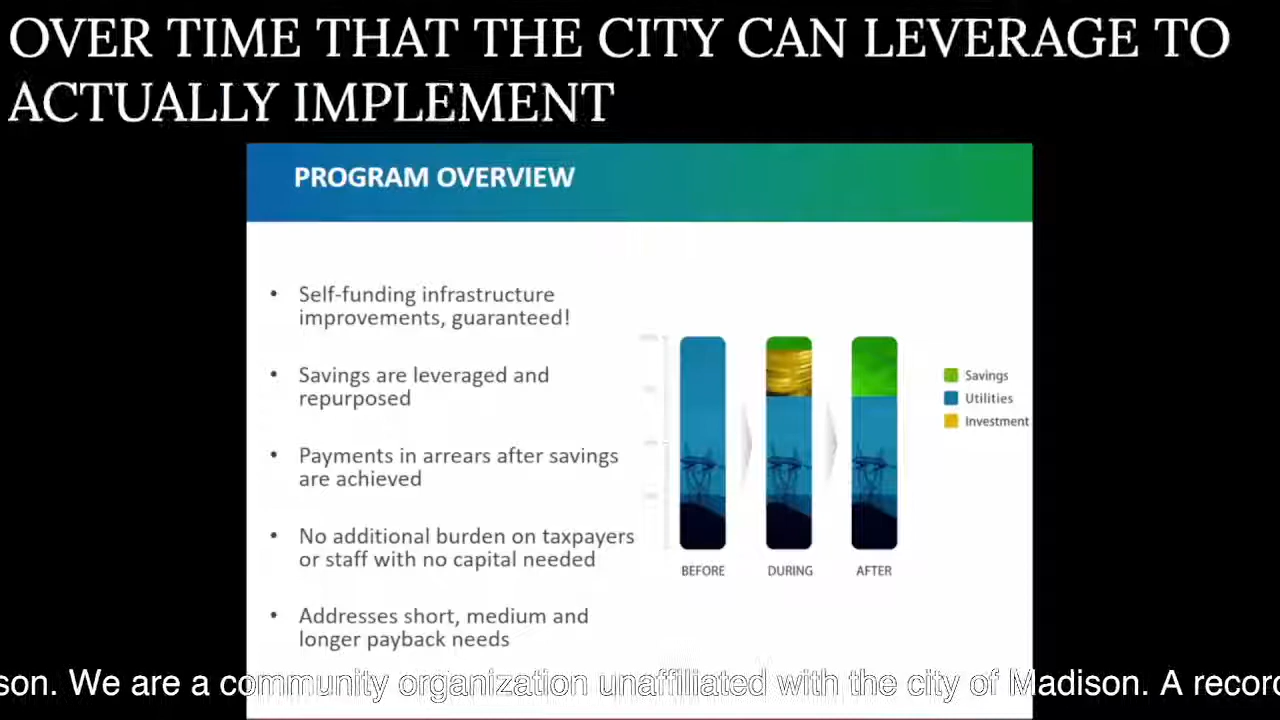 OVER TIME THAT THE CITY CAN LEVERAGE TO
ACTUALLY IMPLEMENT
PROGRAM OVERVIEW
• Self-funding infrastructure
improvements, guaranteed!
• Savings are leveraged and
repurposed
• Payments in arrears after savings
are achieved
• No additional burden on taxpayers
or staff with no capital needed
• Addresses short, medium and
longer payback needs
BEFORE
DURING
AFTER
Savings
Utilities
Investment
son. We are a community organization unaffiliated with the city of Madison. A record